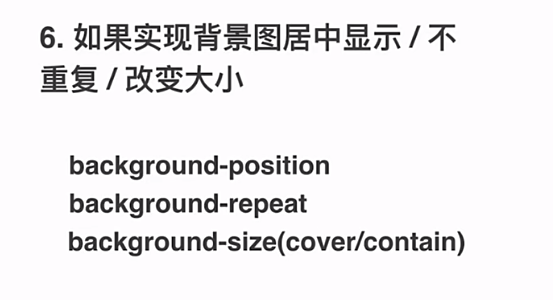 6. 如果实现背景图居中显示 / 不
重复 / 改变大小
background-position
background-repeat
background-size(cover/contain)